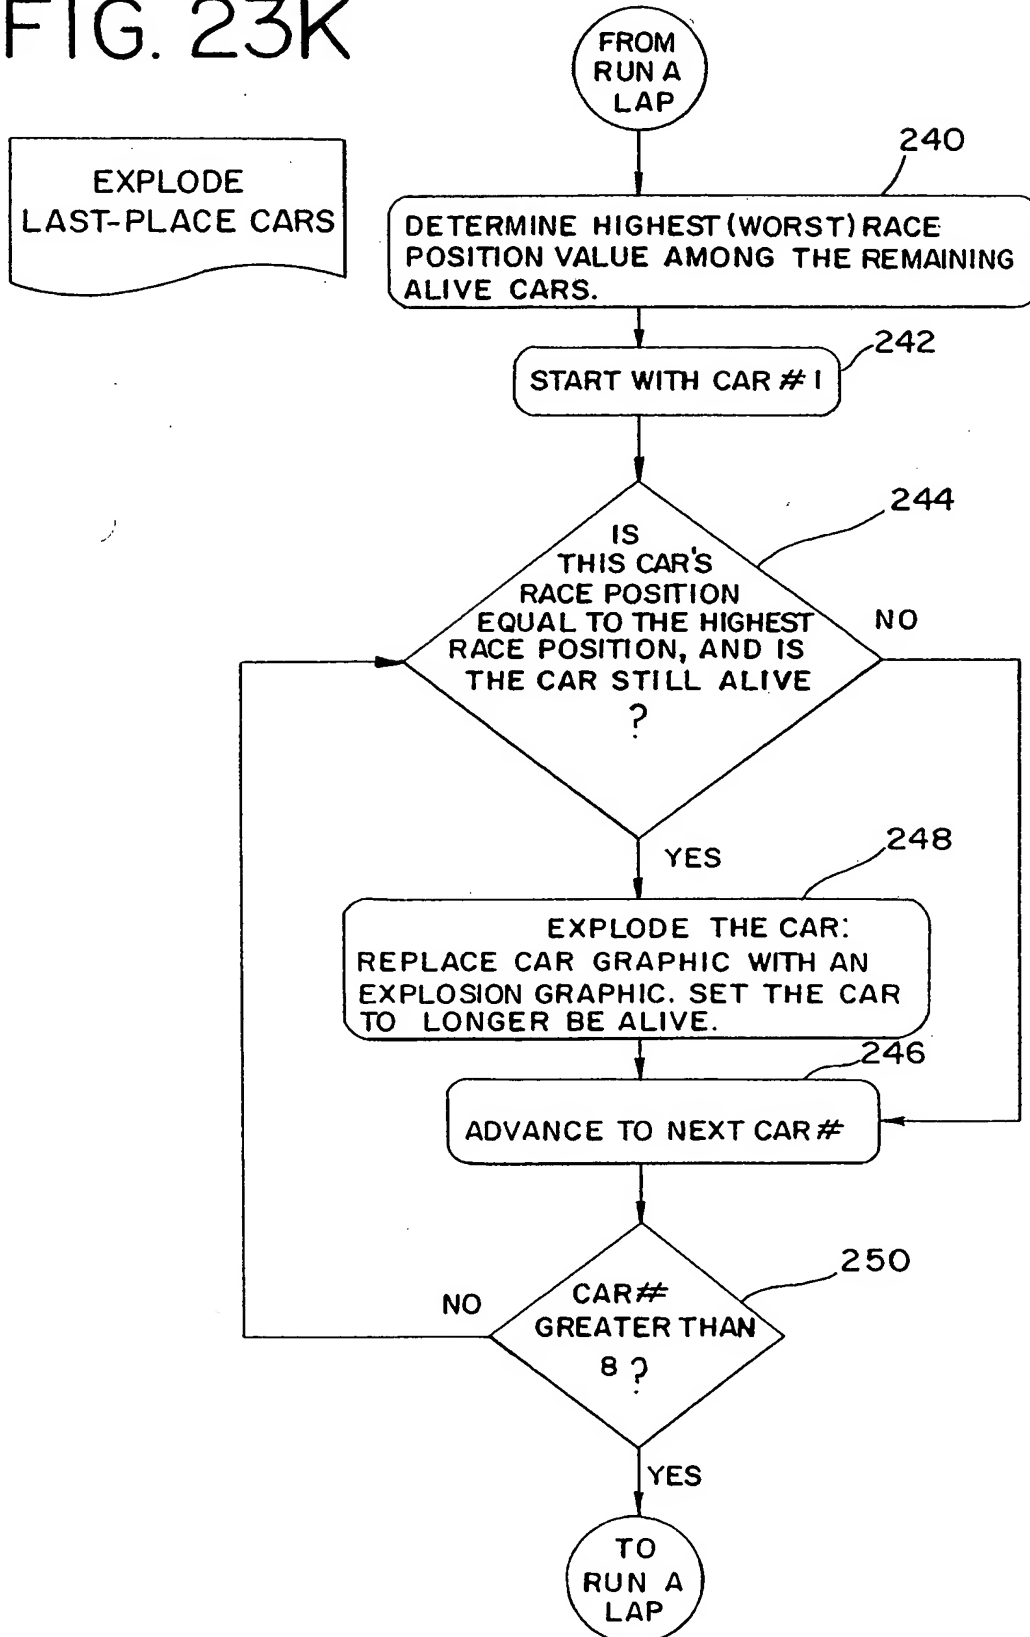 FIG. 23K
FROM
RUN A
LAP
EXPLODE
LAST-PLACE CARS
240
DETERMINE HIGHEST (WORST) RACE
POSITION VALUE AMONG THE REMAINING
ALIVE CARS.
242
START WITH CAR # 1
244
IS
THIS CAR'S
RACE POSITION
EQUAL TO THE HIGHEST
RACE POSITION, AND IS
THE CAR STILL ALIVE
?
NO
YES
248
EXPLODE THE CAR:
REPLACE CAR GRAPHIC WITH AN
EXPLOSION GRAPHIC. SET THE CAR
TO LONGER BE ALIVE.
246
ADVANCE TO NEXT CAR #
250
CAR #
GREATER THAN
8 ?
NO
YES
TO
RUN A
LAP